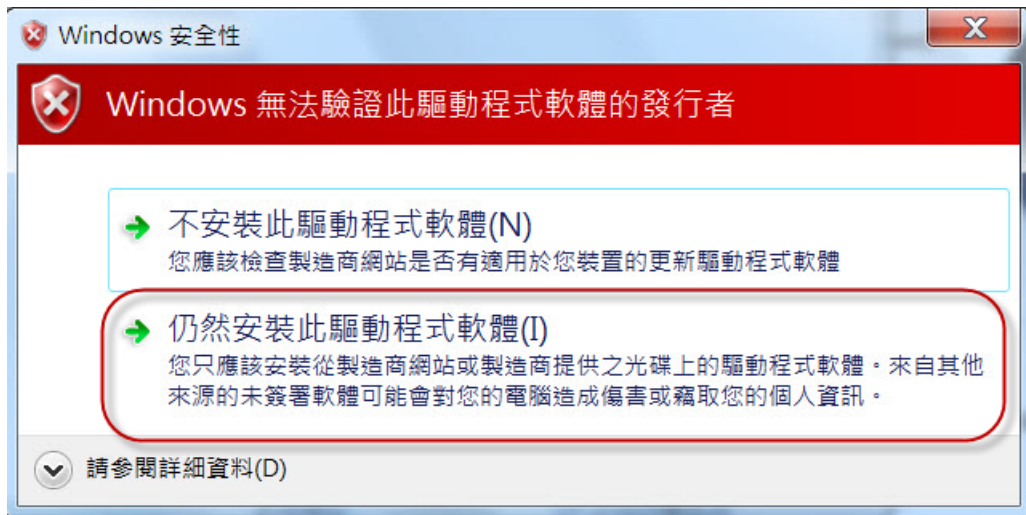 Windows 安全性
Windows 無法驗證此驅動程式軟體的發行者
不安裝此驅動程式軟體(N)
您應該檢查製造商網站是否有適用於您裝置的更新驅動程式軟體
仍然安裝此驅動程式軟體(I)
您只應該安裝從製造商網站或製造商提供之光碟上的驅動程式軟體。來自其他
來源的未簽署軟體可能會對您的電腦造成傷害或竊取您的個人資訊。
請參閱詳細資料(D)